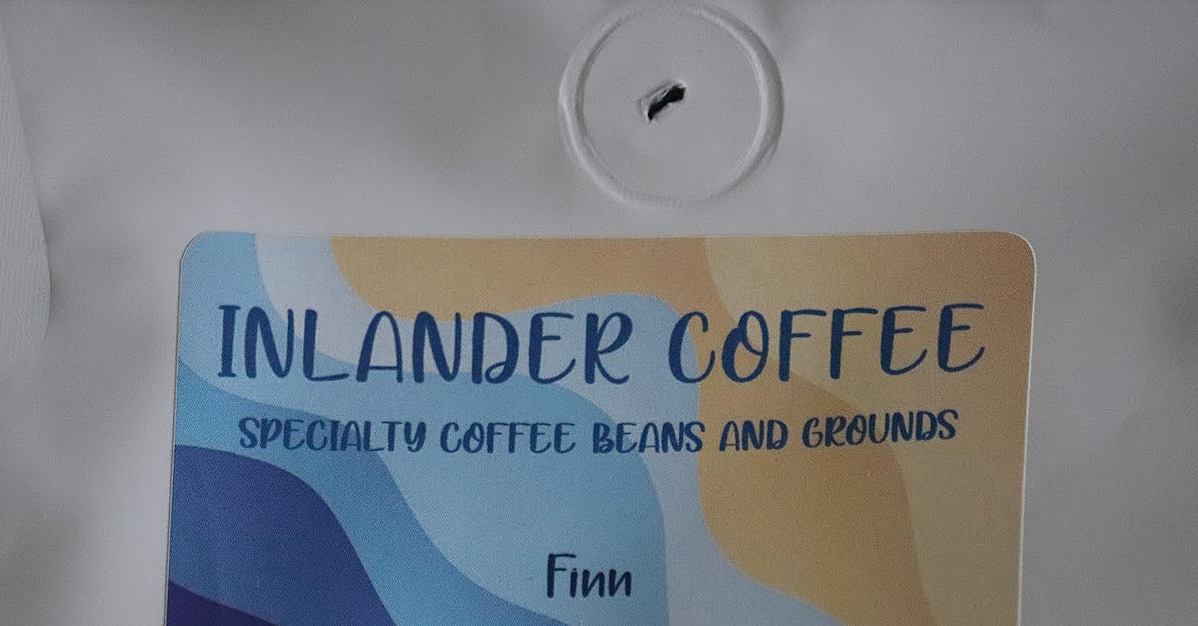 INLANDER COFFEE
SPECIALTY COFFEE BEANS AND GROUNDS
Finn